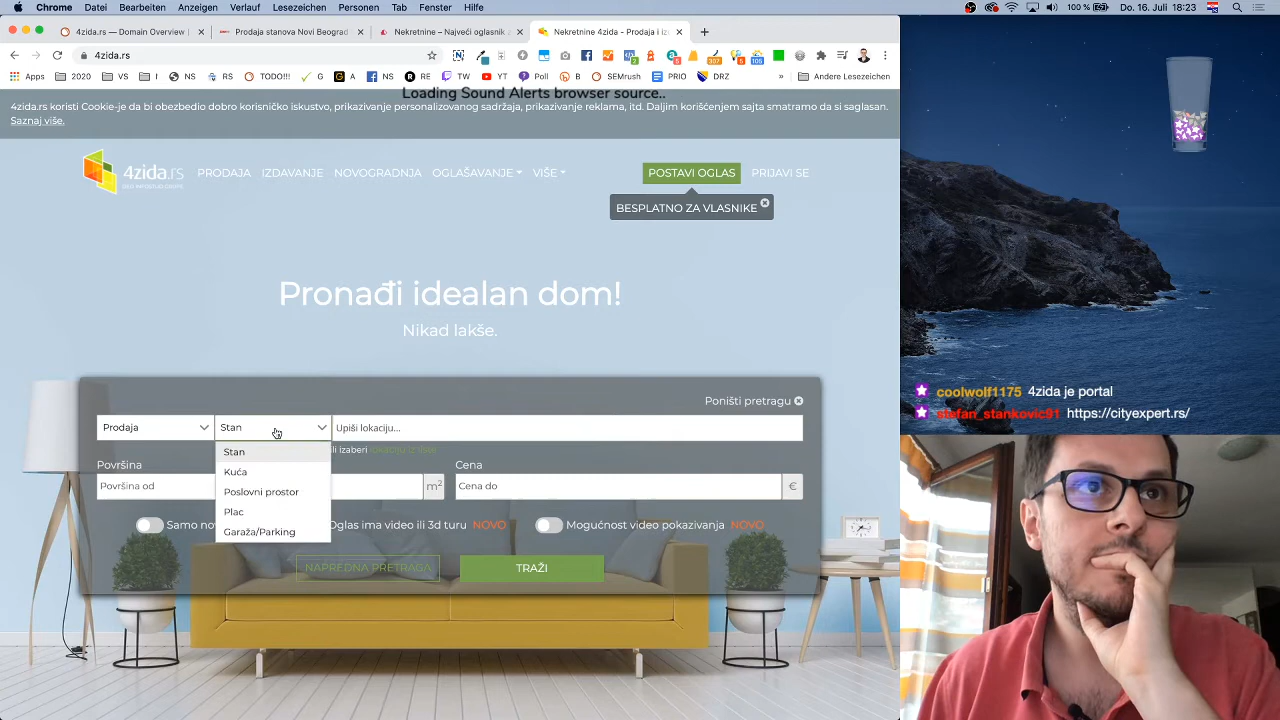 Chrome Datei Bearbeiten Anzeigen Verlauf Lesezeichen Personen Tab Fenster Hilfe
100 % Do. 16. Juli 18:23
4zida.rs — Domain Overview |
Prodaja stanova Novi Beograd
Nekretnine – Najveći oglasnik z
Nekretnine 4zida - Prodaja i iz
4zida.rs
Apps 2020 VS I NS RS TODO!!! G A NS RE TW YT Poll B SEMrush PRIO DRZ » Andere Lesezeichen
Loading Sound Alerts browser source..
4zida.rs koristi Cookie-je da bi obezbedio dobro korisničko iskustvo, prikazivanje personalizovanog sadržaja, prikazivanje reklama, itd. Daljim korišćenjem sajta smatramo da si saglasan.
Saznaj više.
4zida.rs
PRODAJA IZDAVANJE NOVOGRADNJA OGLAŠAVANJE VIŠE POSTAVI OGLAS PRIJAVI SE
BESPLATNO ZA VLASNIKE
Pronađi idealan dom!
Nikad lakše.
Poništi pretragu
Prodaja Stan Upiši lokaciju...
ili izaberi lokaciju iz liste!
Stan
Kuća
Poslovni prostor
Plac
Garaža/Parking
Površina Cena
Površina od m² Cena do €
Samo nov Oglas ima video ili 3d turu NOVO Mogućnost video pokazivanja NOVO
NAPREDNA PRETRAGA TRAŽI
coolwolf1175 4zida je portal
stefan_stankovic91 https://cityexpert.rs/